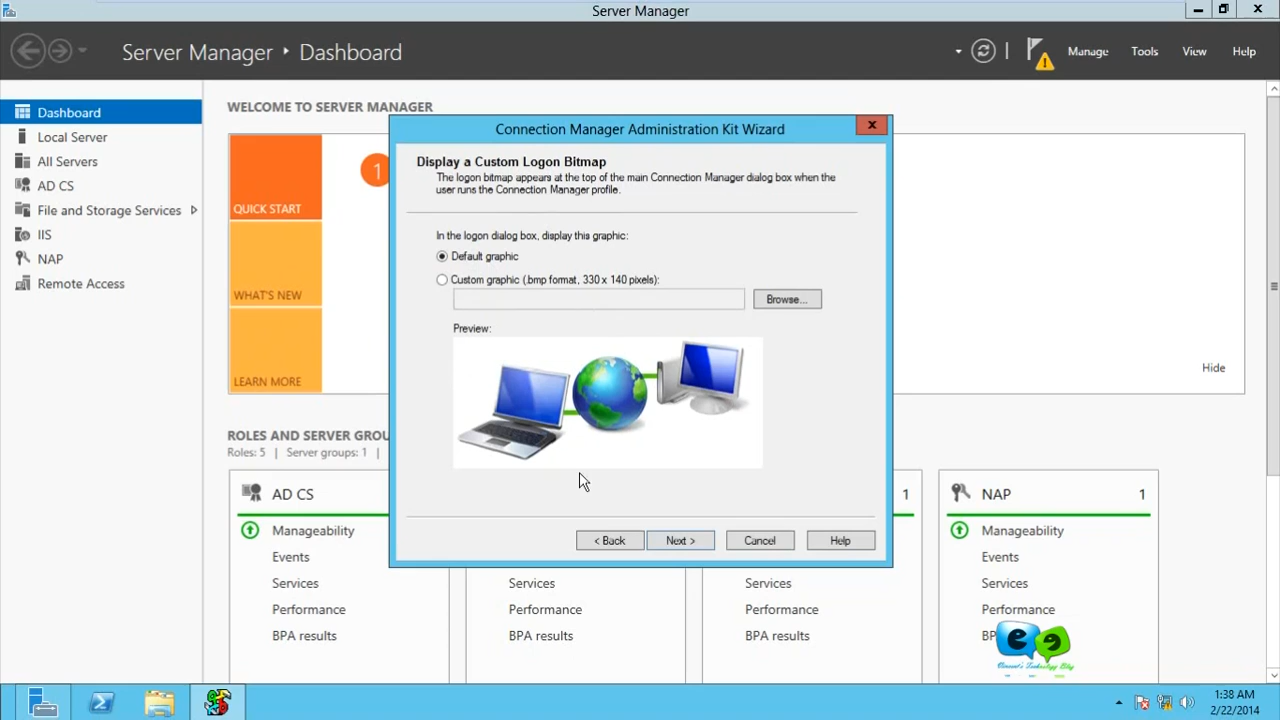 Server Manager
Server Manager • Dashboard
Manage Tools View Help
Dashboard
Local Server
All Servers
AD CS
File and Storage Services
IIS
NAP
Remote Access
WELCOME TO SERVER MANAGER
1
QUICK START
WHAT'S NEW
LEARN MORE
Hide
Connection Manager Administration Kit Wizard
x
Display a Custom Logon Bitmap
The logon bitmap appears at the top of the main Connection Manager dialog box when the
user runs the Connection Manager profile.
In the logon dialog box, display this graphic:
Default graphic
Custom graphic (.bmp format, 330 x 140 pixels):
Browse...
Preview:
< Back Next > Cancel Help
ROLES AND SERVER GROU
Roles: 5 | Server groups: 1 |
AD CS
Manageability
Events
Services
Performance
BPA results
Services
Performance
BPA results
1
Services
Performance
BPA results
NAP 1
Manageability
Events
Services
Performance
BP
e e
Vincent's Technology Blog
1:38 AM
2/22/2014